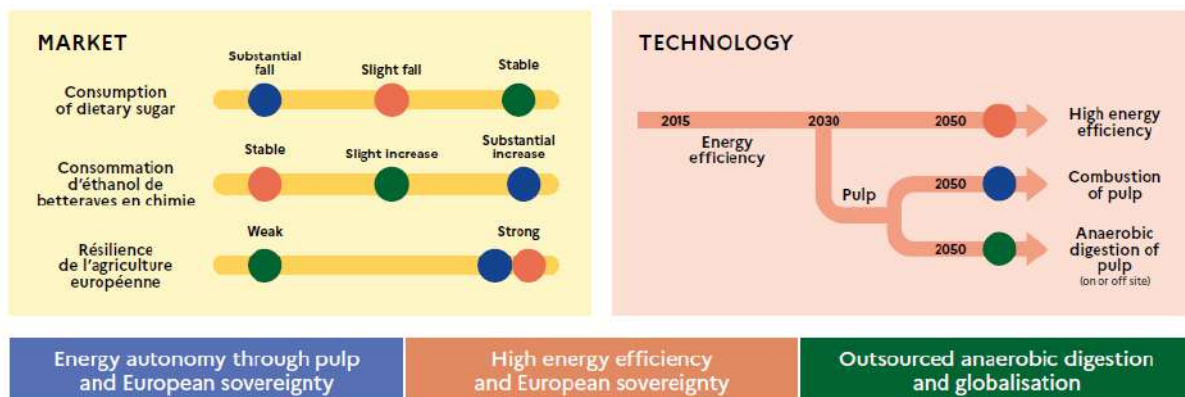 MARKET
Substantial
fall
Slight fall
Stable
Consumption
of dietary sugar
Stable
Slight increase
Substantial
increase
Consommation
d'éthanol de
betteraves en chimie
Weak
Strong
Résilience
de l'agriculture
européenne
TECHNOLOGY
2015
2030
2050
High energy
efficiency
Energy
efficiency
Pulp
2050
Combustion
of pulp
2050
Anaerobic
digestion of
pulp
(on or off site)
Energy autonomy through pulp
and European sovereignty
High energy efficiency
and European sovereignty
Outsourced anaerobic digestion
and globalisation